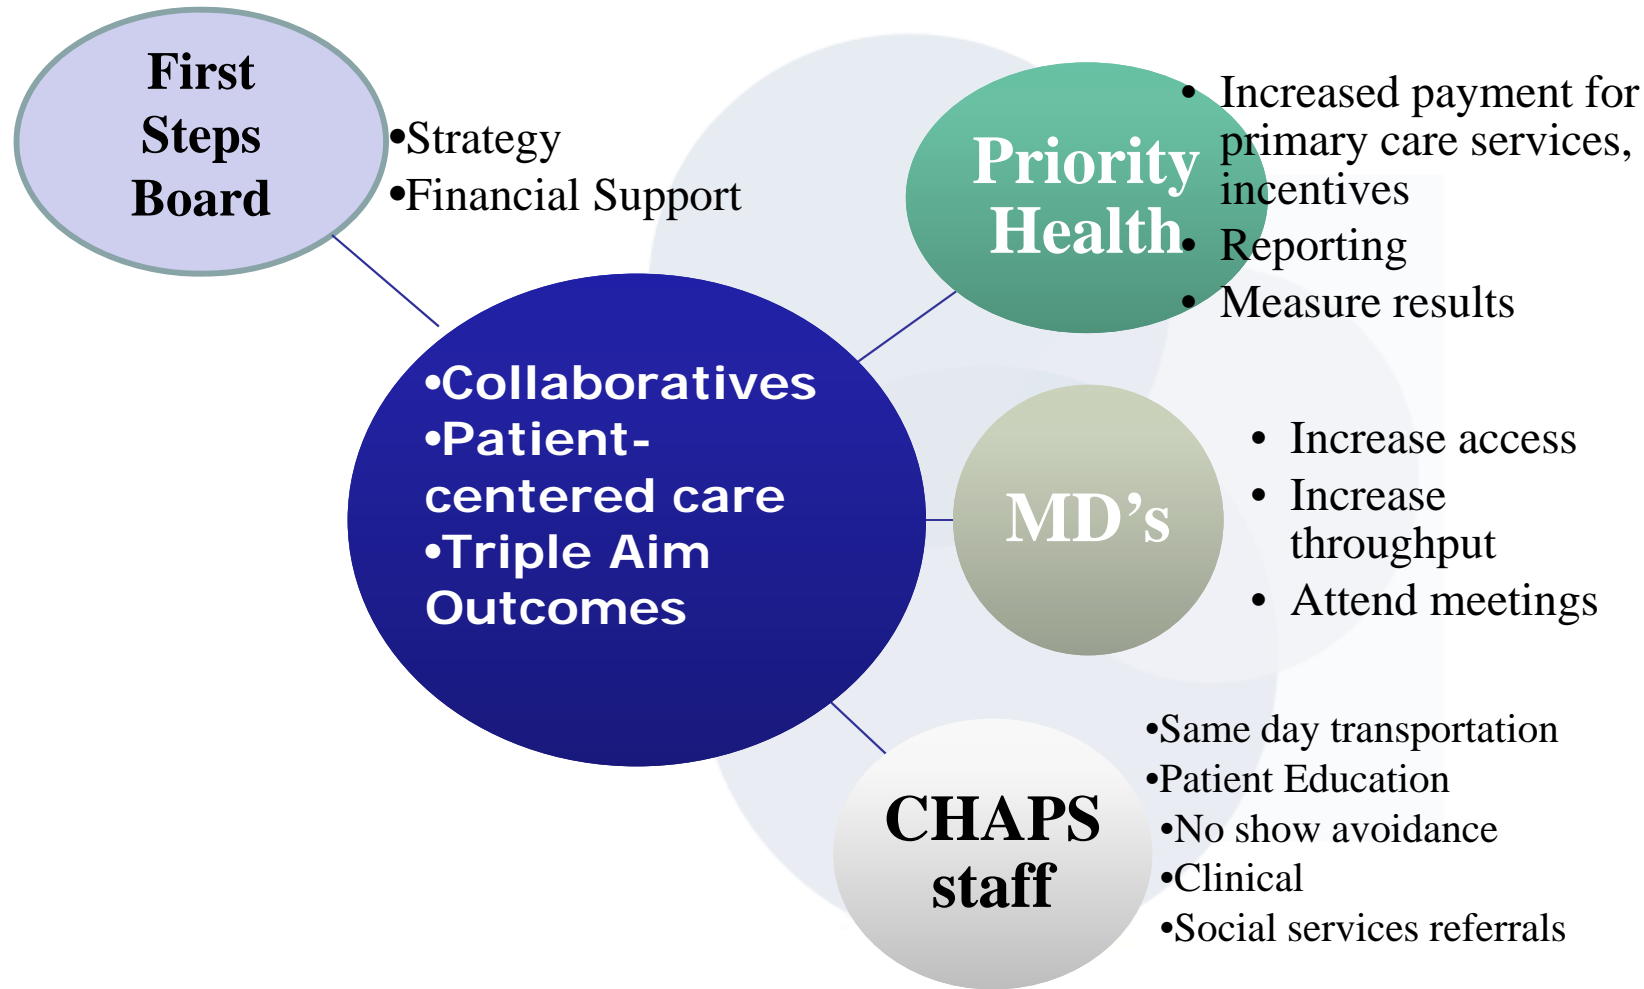 First
Steps
Board
•Strategy
•Financial Support
Priority
Health
• Increased payment for
primary care services,
incentives
• Reporting
• Measure results
•Collaboratives
•Patient-
centered care
•Triple Aim
Outcomes
MD’s
• Increase access
• Increase
throughput
• Attend meetings
CHAPS
staff
•Same day transportation
•Patient Education
•No show avoidance
•Clinical
•Social services referrals